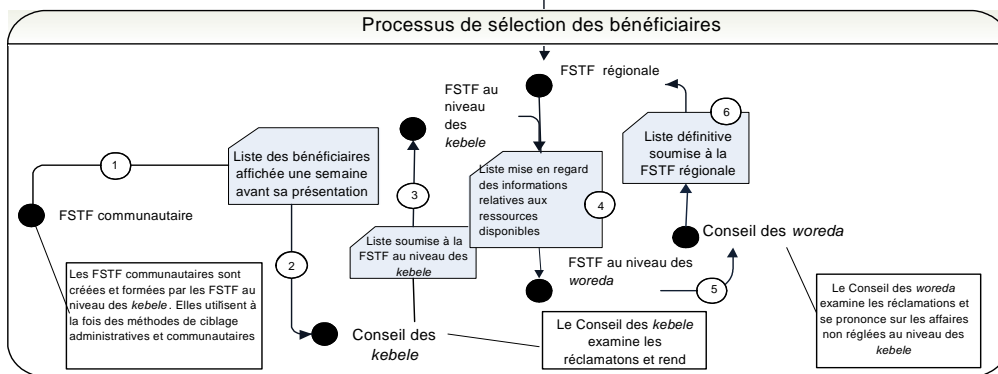 Processus de sélection des bénéficiaires
FSTF régionale
FSTF au
niveau
des
kebele
6
Liste définitive
soumise à la
FSTF régionale
1
Liste des bénéficiaires
affichée une semaine
avant sa présentation
Liste mise en regard
des informations
relatives aux
ressources
disponibles
3
4
FSTF communautaire
Conseil des woreda
Liste soumise à la
FSTF au niveau des
kebele
2
FSTF au niveau des
woreda
5
Les FSTF communautaires sont
créées et formées par les FSTF au
niveau des kebele. Elles utilisent à
la fois des méthodes de ciblage
administratives et communautaires
Conseil des
kebele
Le Conseil des kebele
examine les
réclamatons et rend
Le Conseil des woreda
examine les réclamations et
se prononce sur les affaires
non réglées au niveau des
kebele